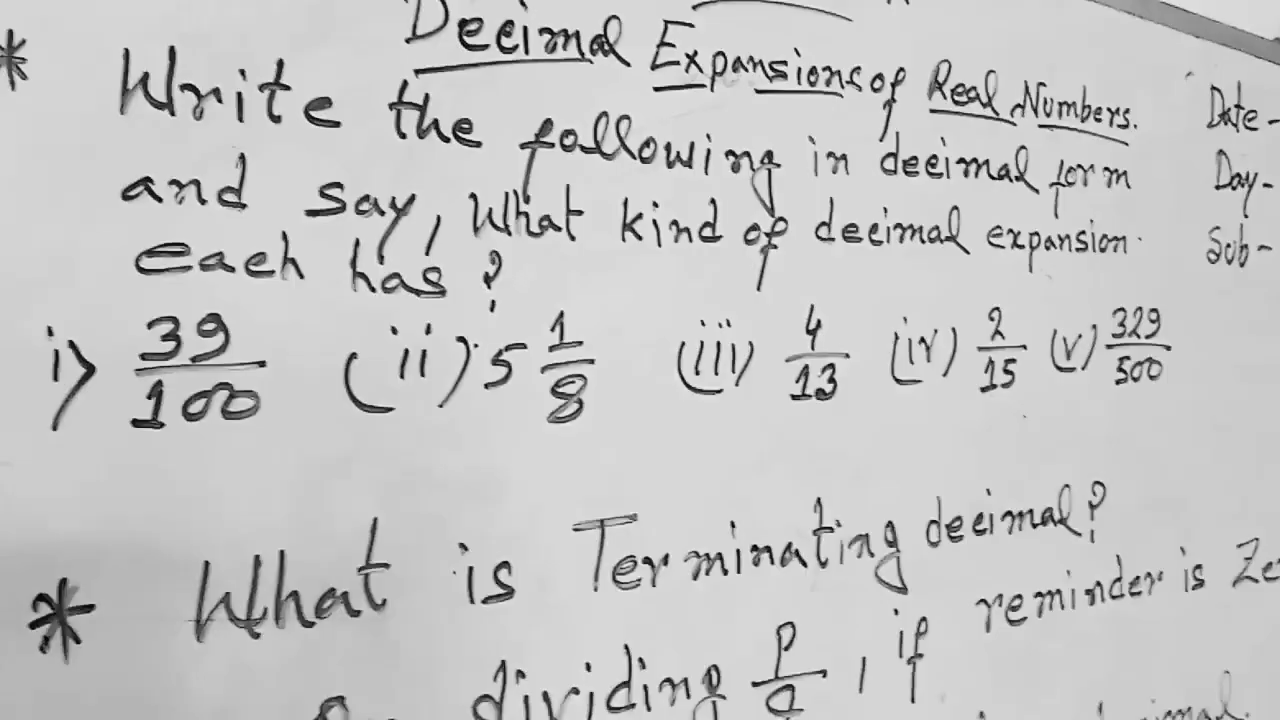 Decimal Expansions of Real Numbers.
* Write the following in decimal form
and say, What kind of decimal expansion.
each has?
i) 39/100 (ii) 5 1/8 (iii) 4/13 (iv) 2/15 (v) 329/500
Date-
Day-
Sub-
* What is Terminating decimal?
dividing P/q, if reminder is Ze